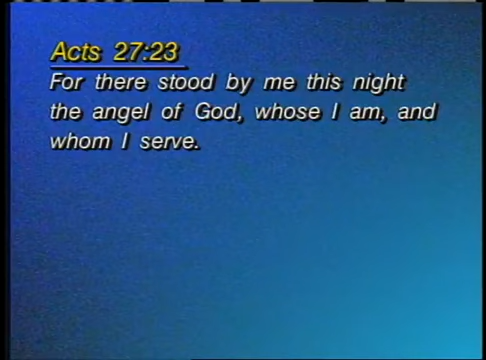 Acts 27:23
For there stood by me this night
the angel of God, whose I am, and
whom I serve.